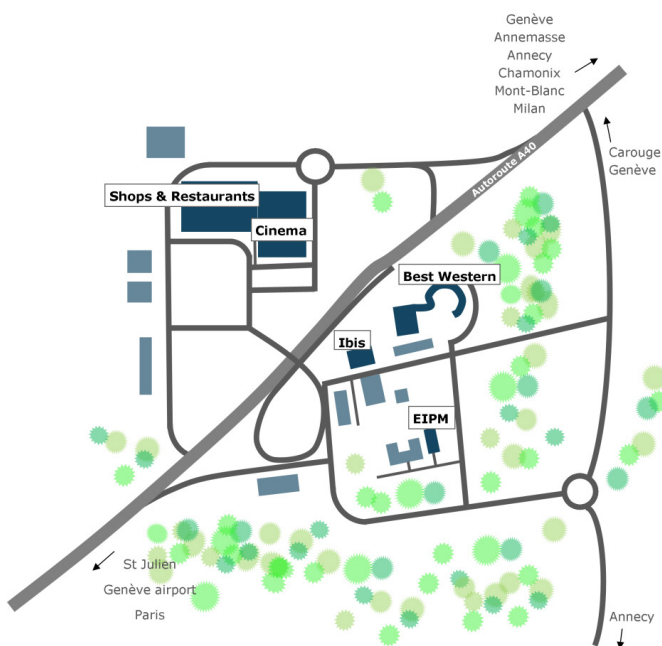 Genève
Annemasse
Annecy
Chamonix
Mont-Blanc
Milan
Carouge
Genève
Autoroute A40
Shops & Restaurants
Cinema
Best Western
Ibis
EIPM
St Julien
Genève airport
Paris
Annecy